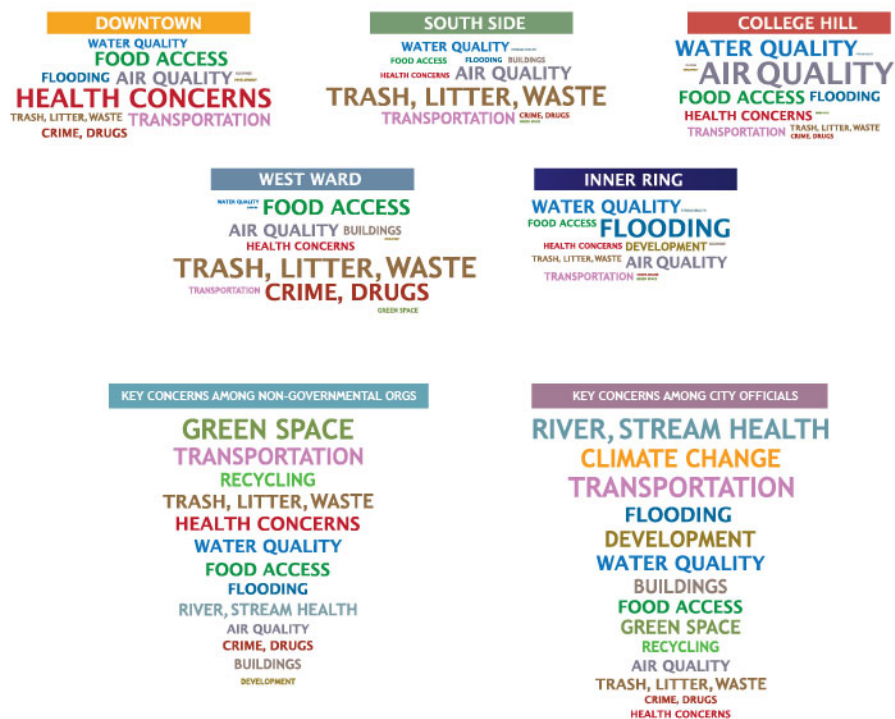 DOWNTOWN
WATER QUALITY
FOOD ACCESS
FLOODING AIR QUALITY
HEALTH CONCERNS
TRASH, LITTER, WASTE TRANSPORTATION
CRIME, DRUGS
SOUTH SIDE
WATER QUALITY
FOOD ACCESS FLOODING BUILDINGS
HEALTH CONCERNS AIR QUALITY
TRASH, LITTER, WASTE
TRANSPORTATION CRIME, DRUGS
GREEN SPACE
COLLEGE HILL
WATER QUALITY
AIR QUALITY
FOOD ACCESS FLOODING
HEALTH CONCERNS
TRANSPORTATION TRASH, LITTER, WASTE
CRIME, DRUGS
WEST WARD
WATER QUALITY FOOD ACCESS
AIR QUALITY BUILDINGS
HEALTH CONCERNS
TRASH, LITTER, WASTE
TRANSPORTATION CRIME, DRUGS
GREEN SPACE
INNER RING
WATER QUALITY
FOOD ACCESS FLOODING
HEALTH CONCERNS DEVELOPMENT
TRASH, LITTER, WASTE AIR QUALITY
TRANSPORTATION
GREEN SPACE
KEY CONCERNS AMONG NON-GOVERNMENTAL ORGS
GREEN SPACE
TRANSPORTATION
RECYCLING
TRASH, LITTER, WASTE
HEALTH CONCERNS
WATER QUALITY
FOOD ACCESS
FLOODING
RIVER, STREAM HEALTH
AIR QUALITY
CRIME, DRUGS
BUILDINGS
DEVELOPMENT
KEY CONCERNS AMONG CITY OFFICIALS
RIVER, STREAM HEALTH
CLIMATE CHANGE
TRANSPORTATION
FLOODING
DEVELOPMENT
WATER QUALITY
BUILDINGS
FOOD ACCESS
GREEN SPACE
RECYCLING
AIR QUALITY
TRASH, LITTER, WASTE
CRIME, DRUGS
HEALTH CONCERNS